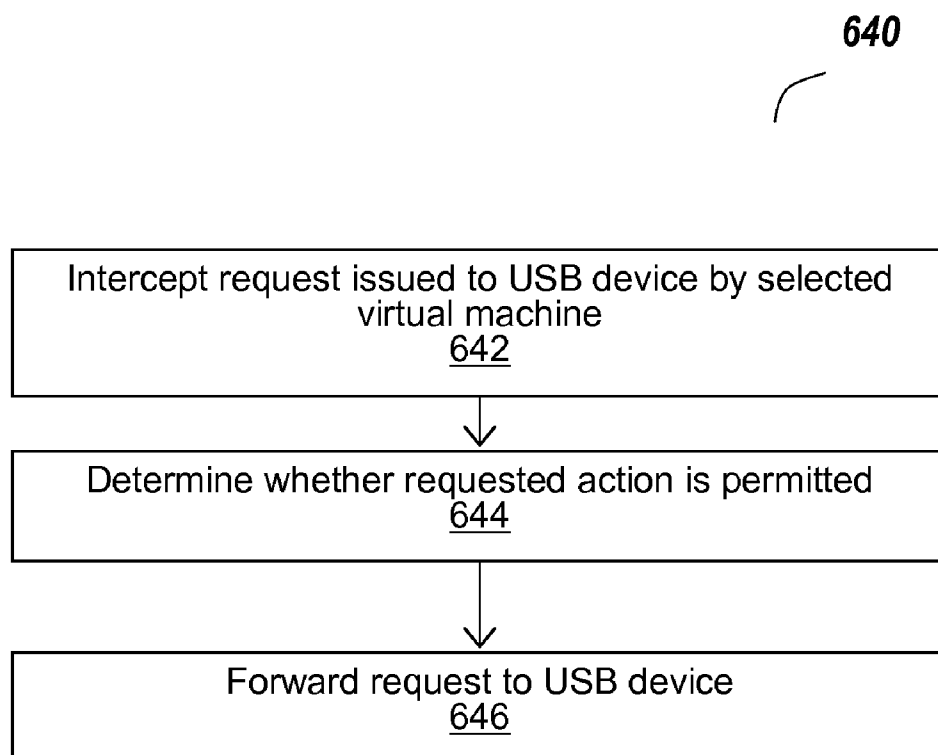 640
Intercept request issued to USB device by selected
virtual machine
642
Determine whether requested action is permitted
644
Forward request to USB device
646